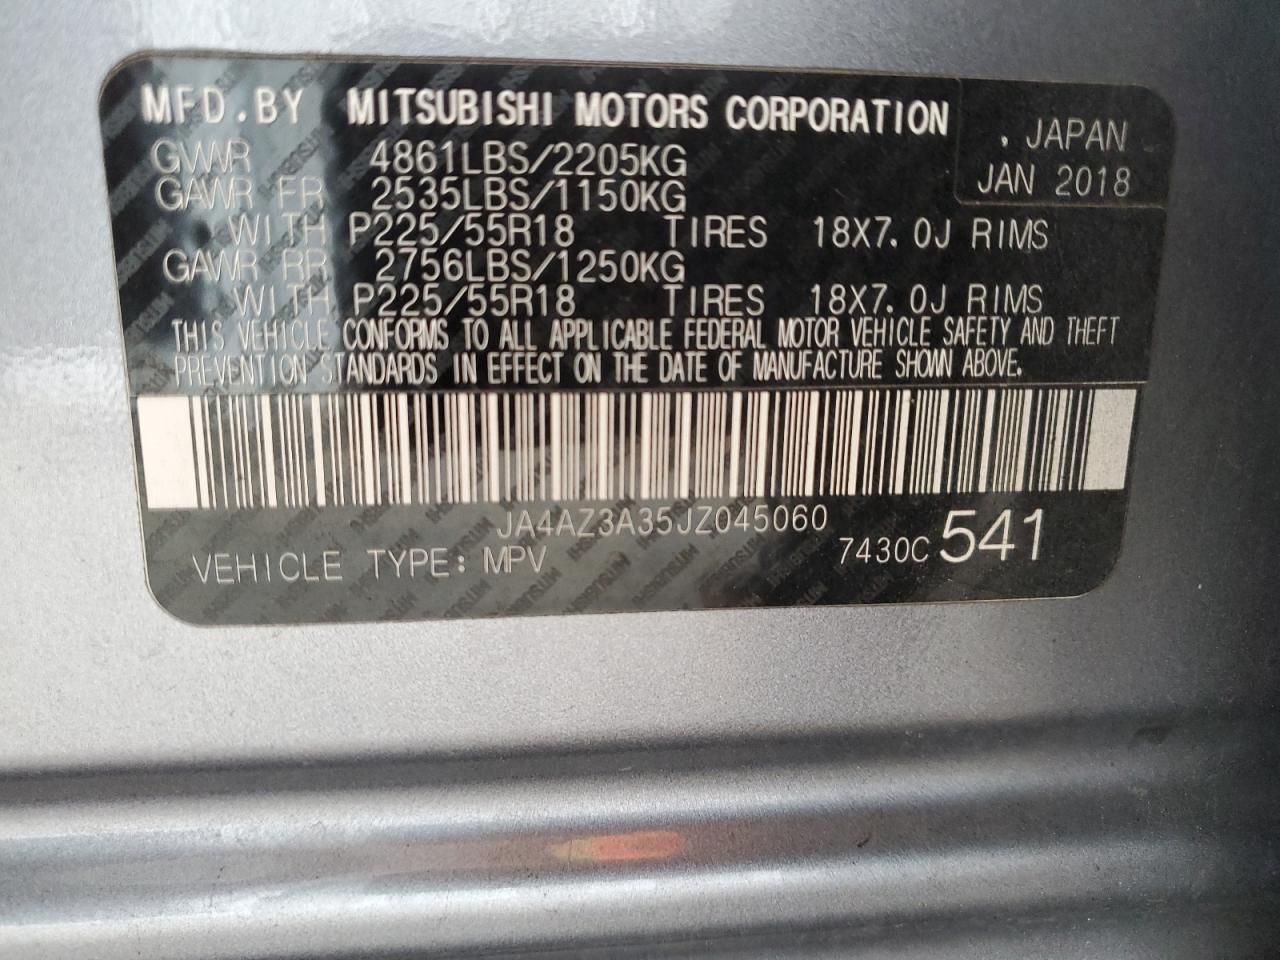 MFD.BY MITSUBISHI MOTORS CORPORATION
, JAPAN
JAN 2018
GVWR 4861LBS/2205KG
GAWR FR 2535LBS/1150KG
WITH P225/55R18 TIRES 18X7.0J RIMS
GAWR RR 2756LBS/1250KG
WITH P225/55R18 TIRES 18X7.0J RIMS
THIS VEHICLE CONFORMS TO ALL APPLICABLE FEDERAL MOTOR VEHICLE SAFETY AND THEFT
PREVENTION STANDARDS IN EFFECT ON THE DATE OF MANUFACTURE SHOWN ABOVE.
JA4AZ3A35JZ045060
VEHICLE TYPE: MPV 7430C 541